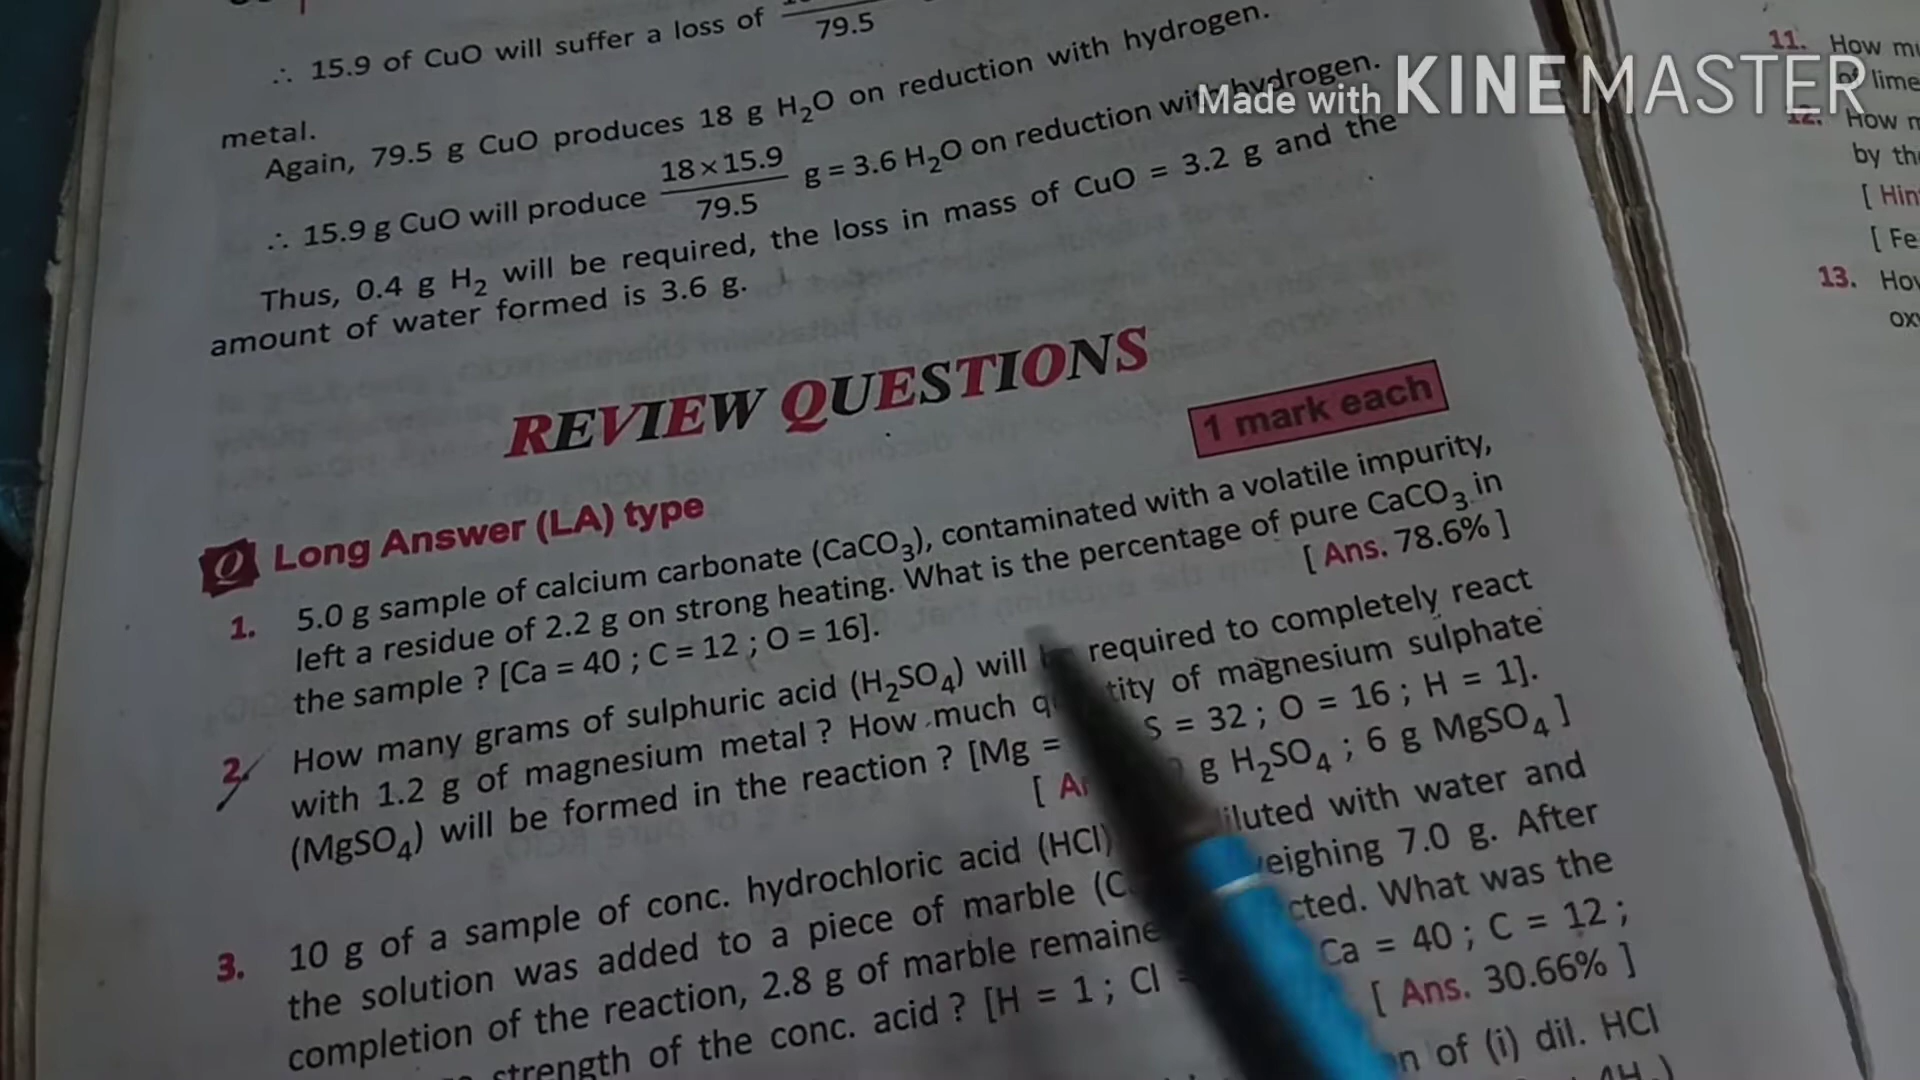 ∴ 15.9 of CuO will suffer a loss of
79.5
metal.
Again, 79.5 g CuO produces 18 g H₂O on reduction with hydrogen.
∴ 15.9 g CuO will produce 18 × 15.9 / 79.5 g = 3.6 H₂O on reduction with hydrogen.
Thus, 0.4 g H₂ will be required, the loss in mass of CuO = 3.2 g and the
amount of water formed is 3.6 g.
REVIEW QUESTIONS
1 mark each
Q Long Answer (LA) type
1. 5.0 g sample of calcium carbonate (CaCO₃), contaminated with a volatile impurity,
left a residue of 2.2 g on strong heating. What is the percentage of pure CaCO₃ in
the sample ? [Ca = 40 ; C = 12 ; O = 16]. [ Ans. 78.6% ]
2. How many grams of sulphuric acid (H₂SO₄) will be required to completely react
with 1.2 g of magnesium metal ? How much quantity of magnesium sulphate
(MgSO₄) will be formed in the reaction ? [Mg = S = 32 ; O = 16 ; H = 1].
[ g H₂SO₄ ; 6 g MgSO₄ ]
3. 10 g of a sample of conc. hydrochloric acid (HCl) diluted with water and
the solution was added to a piece of marble weighing 7.0 g. After
completion of the reaction, 2.8 g of marble What was the
strength of the conc. acid ? [H = 1 ; Cl Ca = 40 ; C = 12 ;
[ Ans. 30.66% ]
of (i) dil. HCl
11. How
lime
12. How
by
[
[ Fe
13.
Made with KINEMASTER